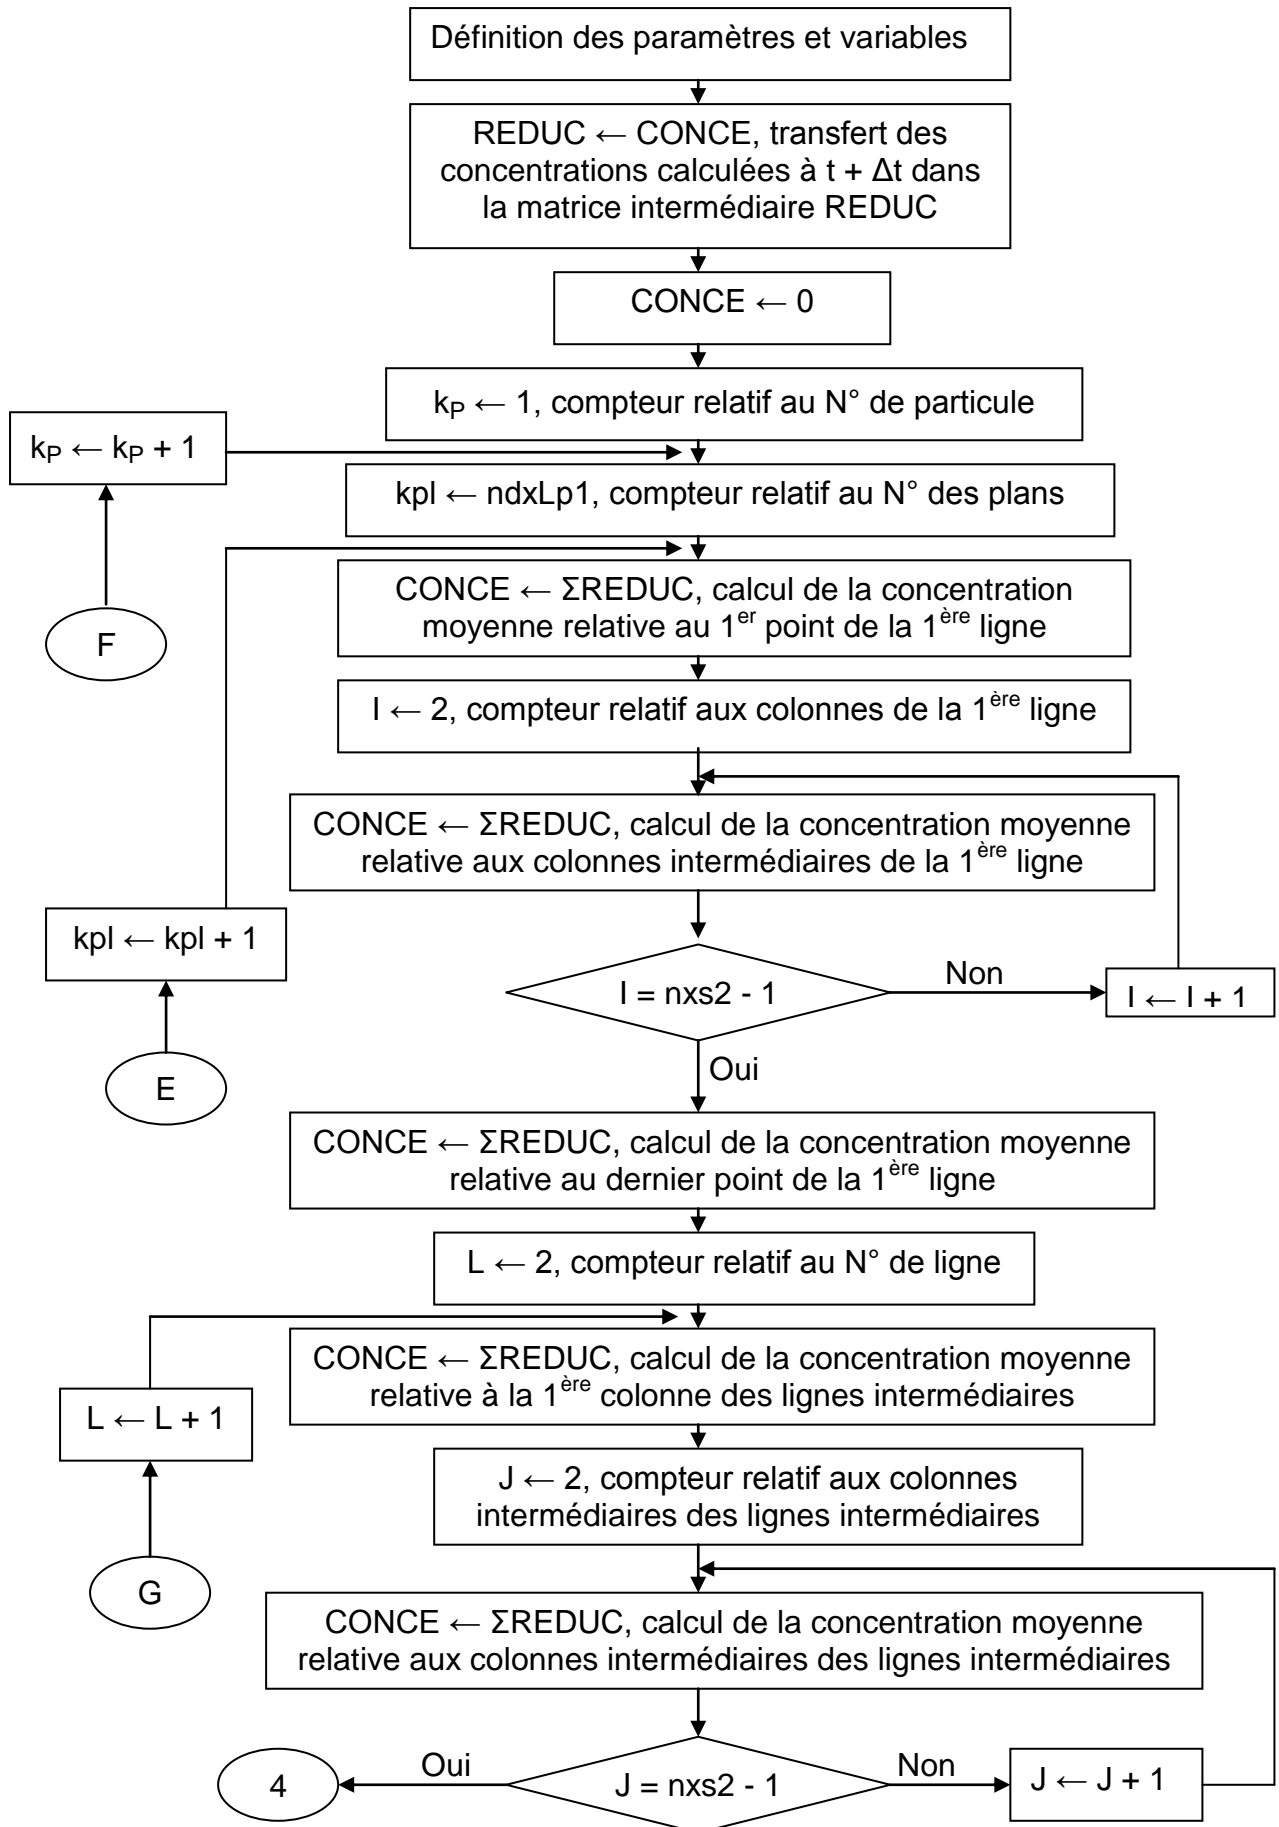 Définition des paramètres et variables
REDUC ← CONCE, transfert des
concentrations calculées à t + Δt dans
la matrice intermédiaire REDUC
CONCE ← 0
kP ← 1, compteur relatif au N° de particule
kP ← kP + 1
kpl ← ndxLp1, compteur relatif au N° des plans
CONCE ← ΣREDUC, calcul de la concentration
moyenne relative au 1er point de la 1ère ligne
F
I ← 2, compteur relatif aux colonnes de la 1ère ligne
CONCE ← ΣREDUC, calcul de la concentration moyenne
relative aux colonnes intermédiaires de la 1ère ligne
kpl ← kpl + 1
I = nxs2 - 1
Non
I ← I + 1
Oui
E
CONCE ← ΣREDUC, calcul de la concentration moyenne
relative au dernier point de la 1ère ligne
L ← 2, compteur relatif au N° de ligne
CONCE ← ΣREDUC, calcul de la concentration moyenne
relative à la 1ère colonne des lignes intermédiaires
L ← L + 1
J ← 2, compteur relatif aux colonnes
intermédiaires des lignes intermédiaires
G
CONCE ← ΣREDUC, calcul de la concentration moyenne
relative aux colonnes intermédiaires des lignes intermédiaires
4
Oui
J = nxs2 - 1
Non
J ← J + 1